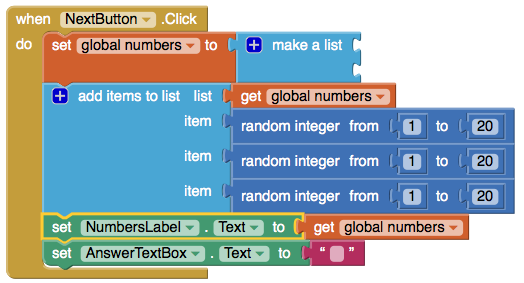 when NextButton .Click
do set global numbers to make a list
add items to list list get global numbers
item random integer from 1 to 20
item random integer from 1 to 20
item random integer from 1 to 20
set NumbersLabel . Text to get global numbers
set AnswerTextBox . Text to “ ”